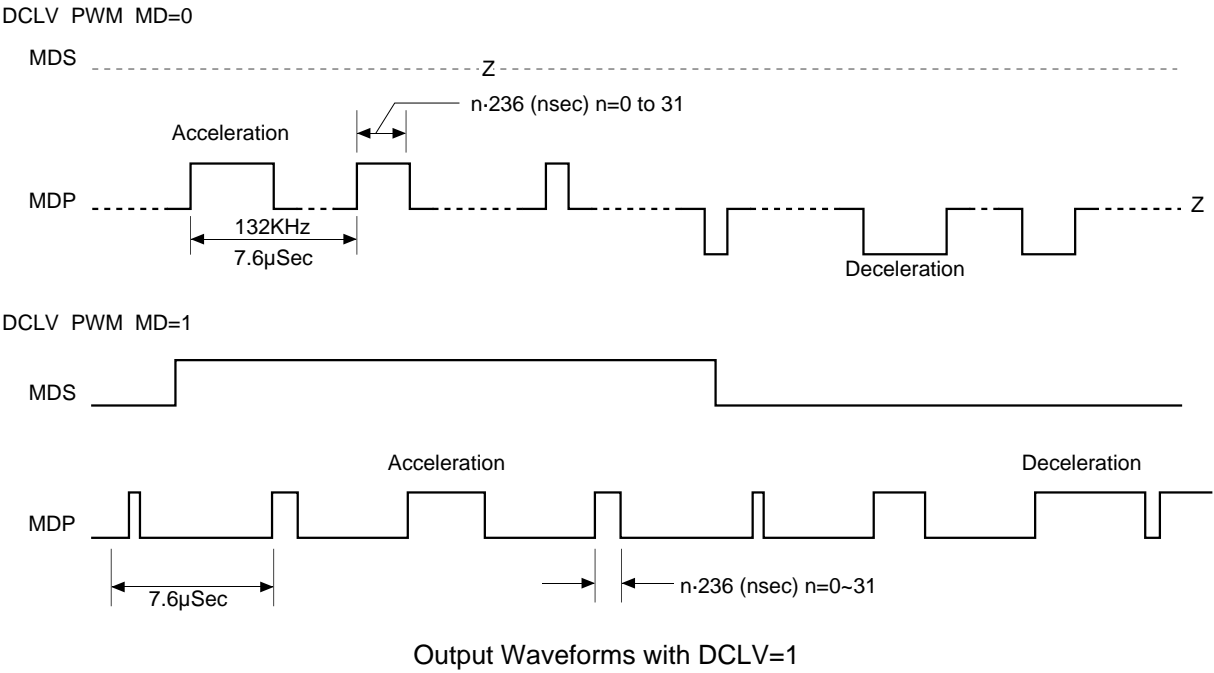 DCLV PWM MD=0
MDS
Z
n·236 (nsec) n=0 to 31
Acceleration
MDP
Z
132KHz
7.6µSec
Deceleration
DCLV PWM MD=1
MDS
Acceleration
Deceleration
MDP
7.6µSec
n·236 (nsec) n=0~31
Output Waveforms with DCLV=1